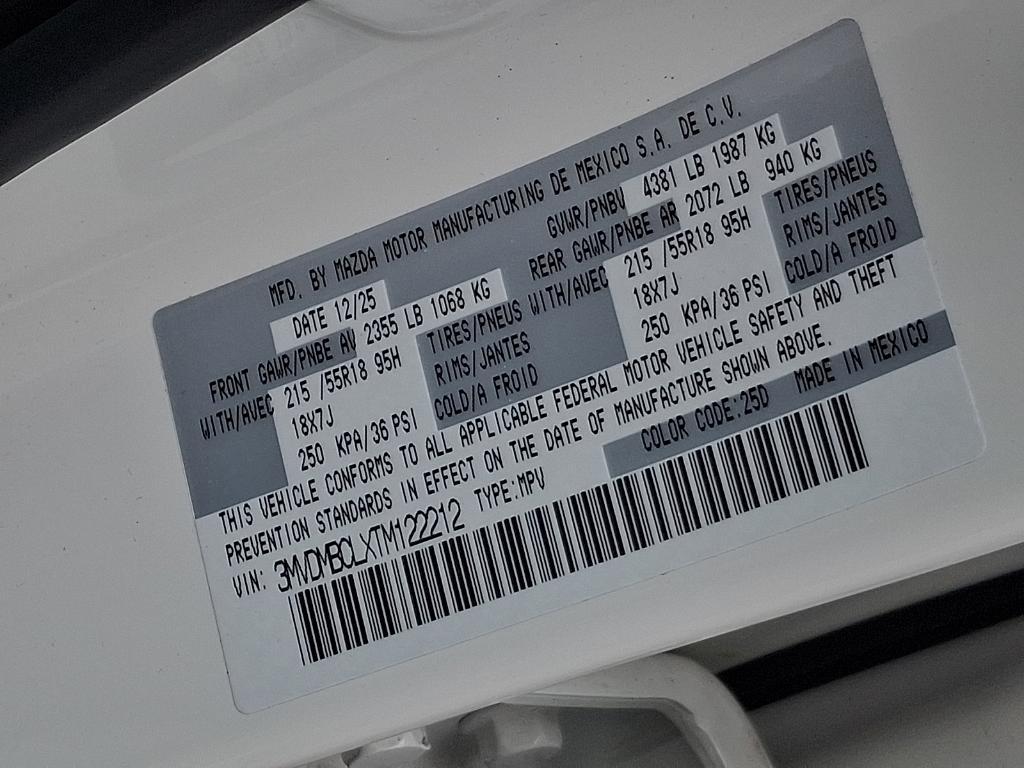 MFD. BY MAZDA MOTOR MANUFACTURING DE MEXICO S.A. DE C.V.
DATE 12/25 GVWR/PNBV 4381 LB 1987 KG
FRONT GAWR/PNBE AV 2355 LB 1068 KG REAR GAWR/PNBE AR 2072 LB 940 KG
WITH/AVEC 215 /55R18 95H TIRES/PNEUS WITH/AVEC 215 /55R18 95H TIRES/PNEUS
18X7J RIMS/JANTES 18X7J RIMS/JANTES
250 KPA/36 PSI COLD/A FROID 250 KPA/36 PSI COLD/A FROID
THIS VEHICLE CONFORMS TO ALL APPLICABLE FEDERAL MOTOR VEHICLE SAFETY AND THEFT
PREVENTION STANDARDS IN EFFECT ON THE DATE OF MANUFACTURE SHOWN ABOVE.
VIN: 3MVDMBCLXTM122212 TYPE:MPV COLOR CODE:25D MADE IN MEXICO